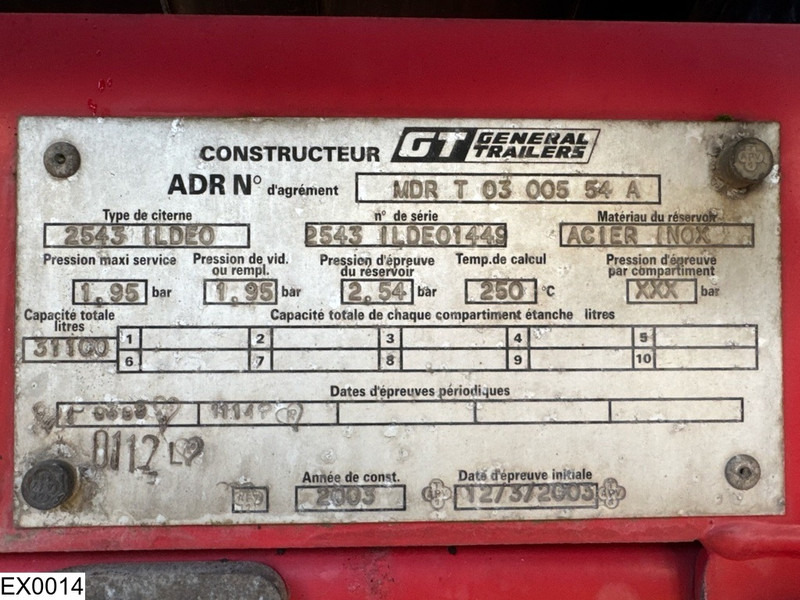 CONSTRUCTEUR GT GENERAL TRAILERS
ADR N° d'agrément MDR T 03 005 54 A
Type de citerne n° de série Matériau du réservoir
2543 ILDEO 2543 ILDEO1449 ACIER INOX
Pression maxi service Pression de vid. ou rempl. Pression d'épreuve du réservoir Temp.de calcul Pression d'épreuve par compartiment
1,95 bar 1,95 bar 2,54 bar 250 °C XXX bar
Capacité totale litres Capacité totale de chaque compartiment étanche litres
31100 1 2 3 4 5
6 7 8 9 10
Dates d'épreuves périodiques
1114P
0112 LP
Année de const. Date d'épreuve initiale
2003 12/3/2003
EX0014